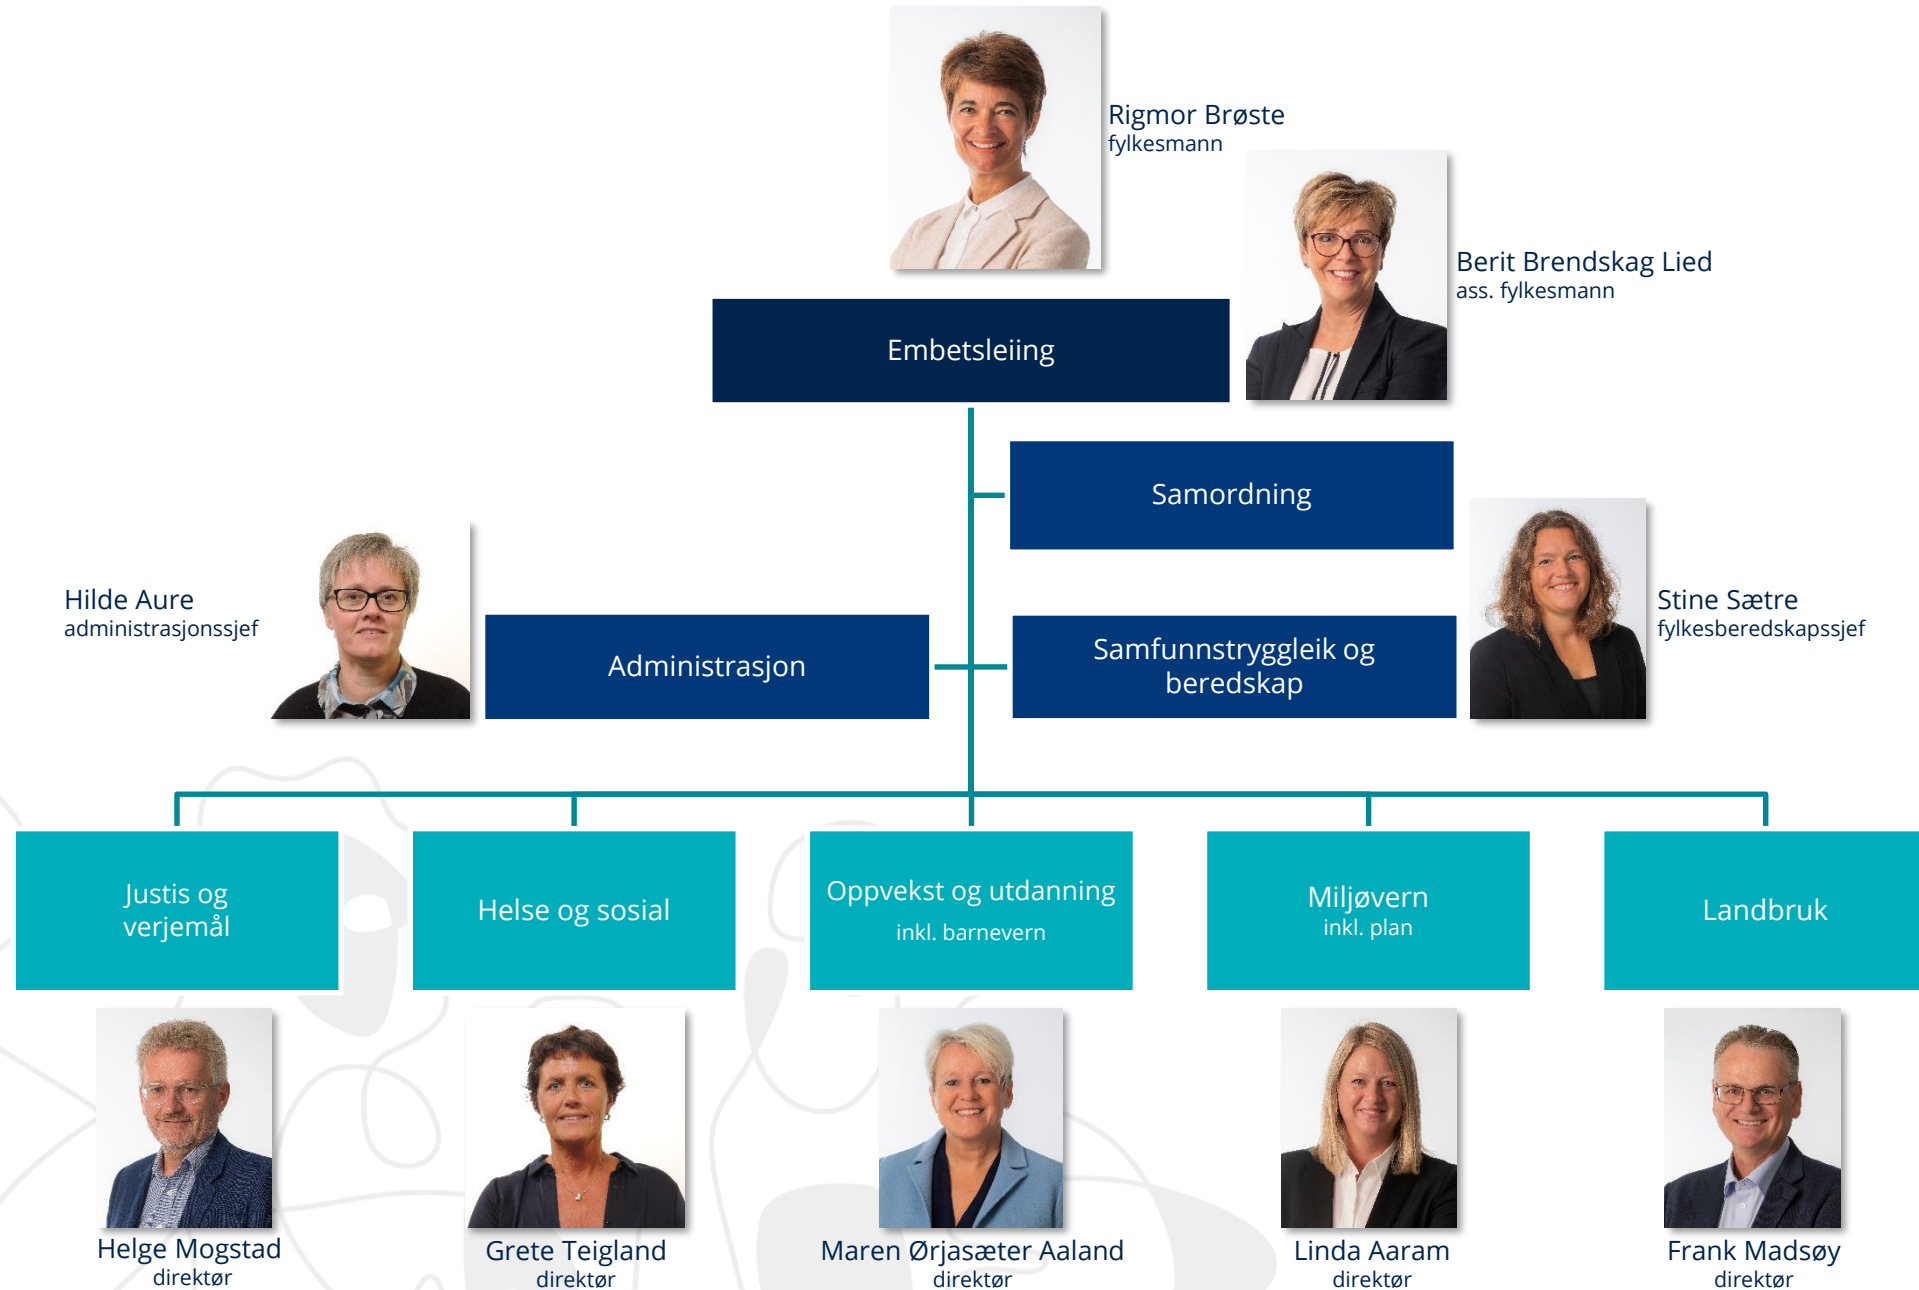 Rigmor Brøste
fylkesmann
Berit Brendskag Lied
ass. fylkesmann
Embetsleiing
Samordning
Hilde Aure
administrasjonssjef
Administrasjon
Samfunnstryggleik og
beredskap
Stine Sætre
fylkesberedskapssjef
Justis og
verjemål
Helse og sosial
Oppvekst og utdanning
inkl. barnevern
Miljøvern
inkl. plan
Landbruk
Helge Mogstad
direktør
Grete Teigland
direktør
Maren Ørjasæter Aaland
direktør
Linda Aaram
direktør
Frank Madsøy
direktør